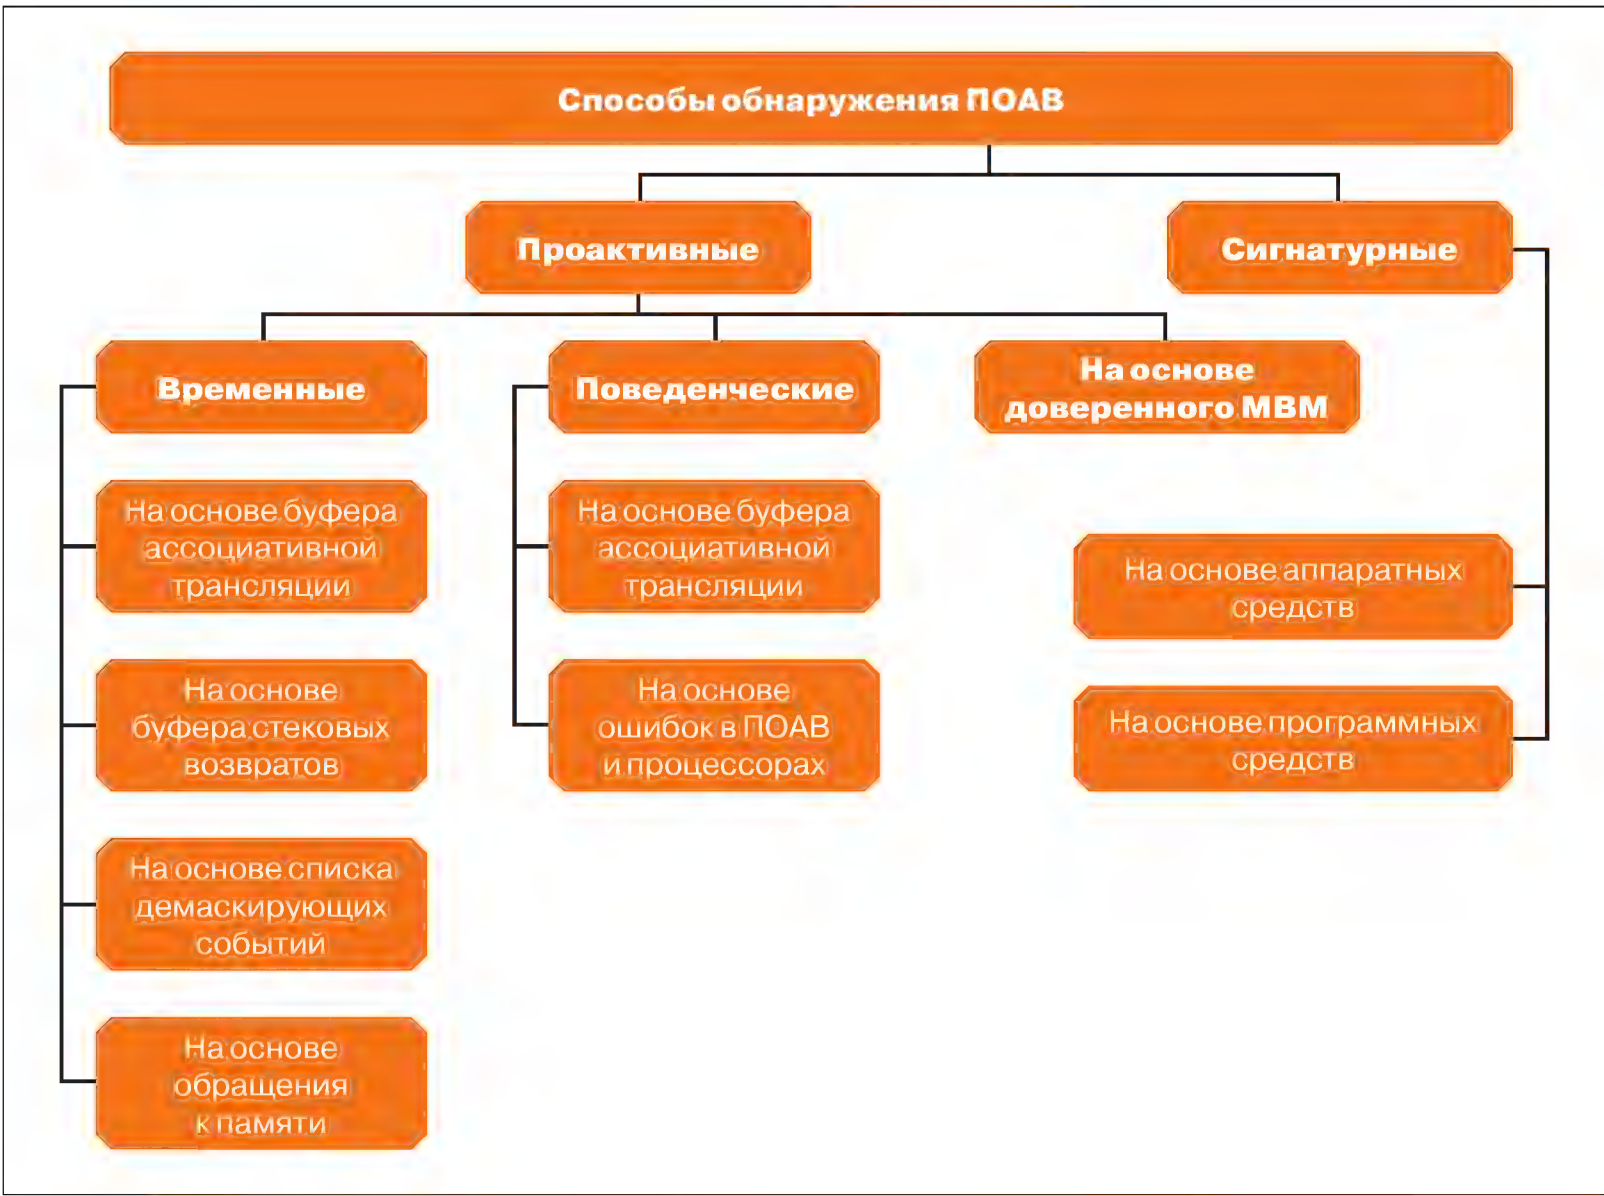 Способы обнаружения ПОАВ
Проактивные
Сигнатурные
Временные
Поведенческие
На основе
доверенного МВМ
На основе буфера
ассоциативной
трансляции
На основе буфера
ассоциативной
трансляции
На основе аппаратных
средств
На основе
буфера стековых
возвратов
На основе
ошибок в ПОАВ
и процессорах
На основе программных
средств
На основе списка
демаскирующих
событий
На основе
обращения
к памяти